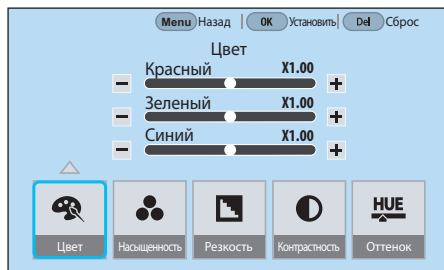 Menu Назад | OK Установить | Del Сброс
Цвет
Красный X1.00
Зеленый X1.00
Синий X1.00
HUE
Цвет Насыщенность Резкость Контрастность Оттенок